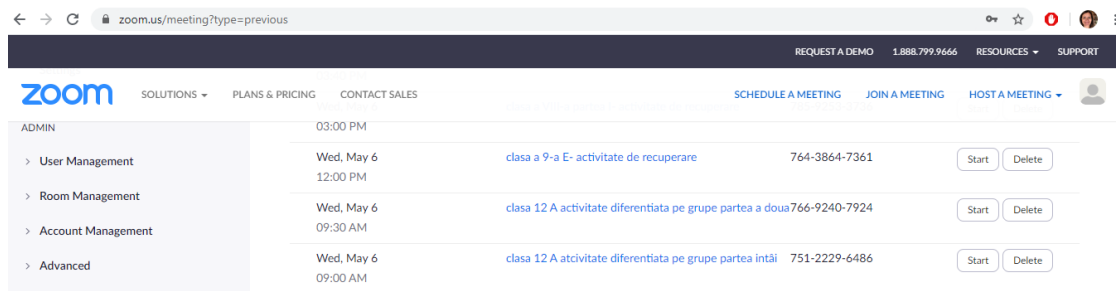 zoom.us/meeting?type=previous
REQUEST A DEMO 1.888.799.9666 RESOURCES SUPPORT
zoom SOLUTIONS PLANS & PRICING CONTACT SALES SCHEDULE A MEETING JOIN A MEETING HOST A MEETING
ADMIN
03:00 PM
User Management
Wed, May 6 clasa a 9-a E- activitate de recuperare 764-3864-7361 Start Delete
12:00 PM
Room Management
Wed, May 6 clasa 12 A activitate diferentiata pe grupe partea a doua 766-9240-7924 Start Delete
09:30 AM
Account Management
Wed, May 6 clasa 12 A atcivitate diferentiata pe grupe partea intâi 751-2229-6486 Start Delete
09:00 AM
Advanced